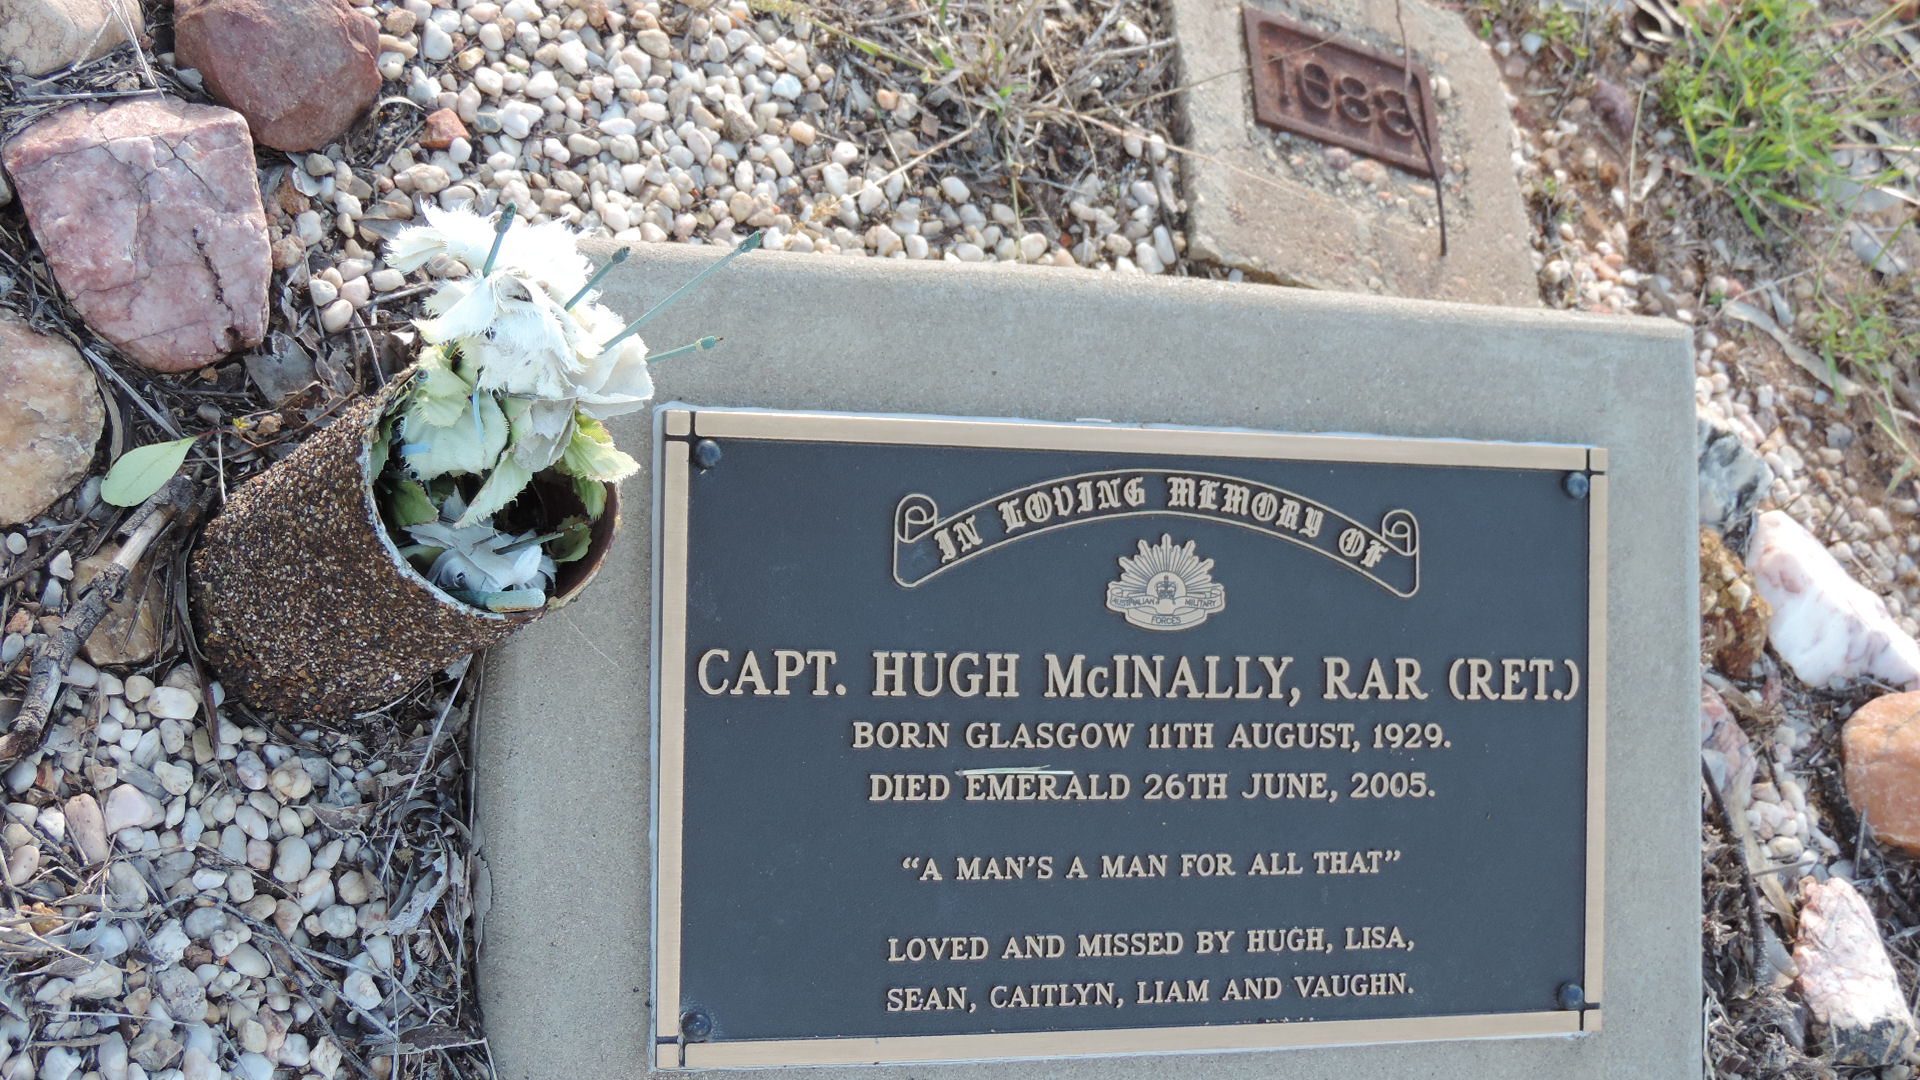 1688
IN LOVING MEMORY OF
AUSTRALIAN MILITARY
FORCES
CAPT. HUGH McINALLY, RAR (RET.)
BORN GLASGOW 11TH AUGUST, 1929.
DIED EMERALD 26TH JUNE, 2005.
“A MAN’S A MAN FOR ALL THAT”
LOVED AND MISSED BY HUGH, LISA,
SEAN, CAITLYN, LIAM AND VAUGHN.